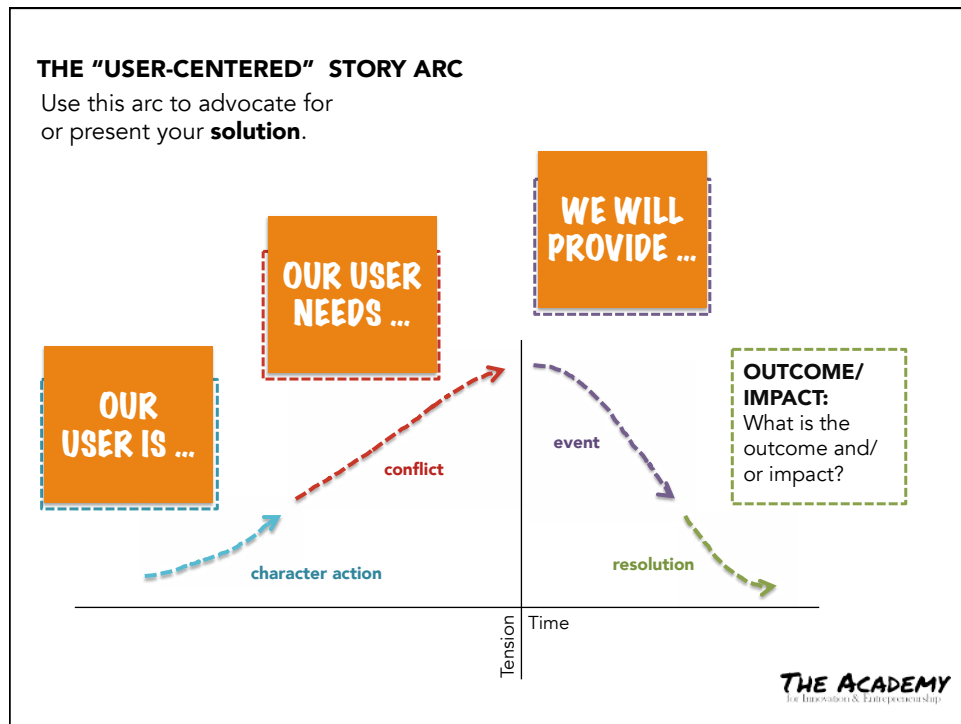 THE “USER-CENTERED” STORY ARC
Use this arc to advocate for
or present your solution.
OUR
USER IS ...
OUR USER
NEEDS ...
WE WILL
PROVIDE ...
OUTCOME/
IMPACT:
What is the
outcome and/
or impact?
character action
conflict
event
resolution
Tension
Time
THE ACADEMY
for Innovation & Entrepreneurship